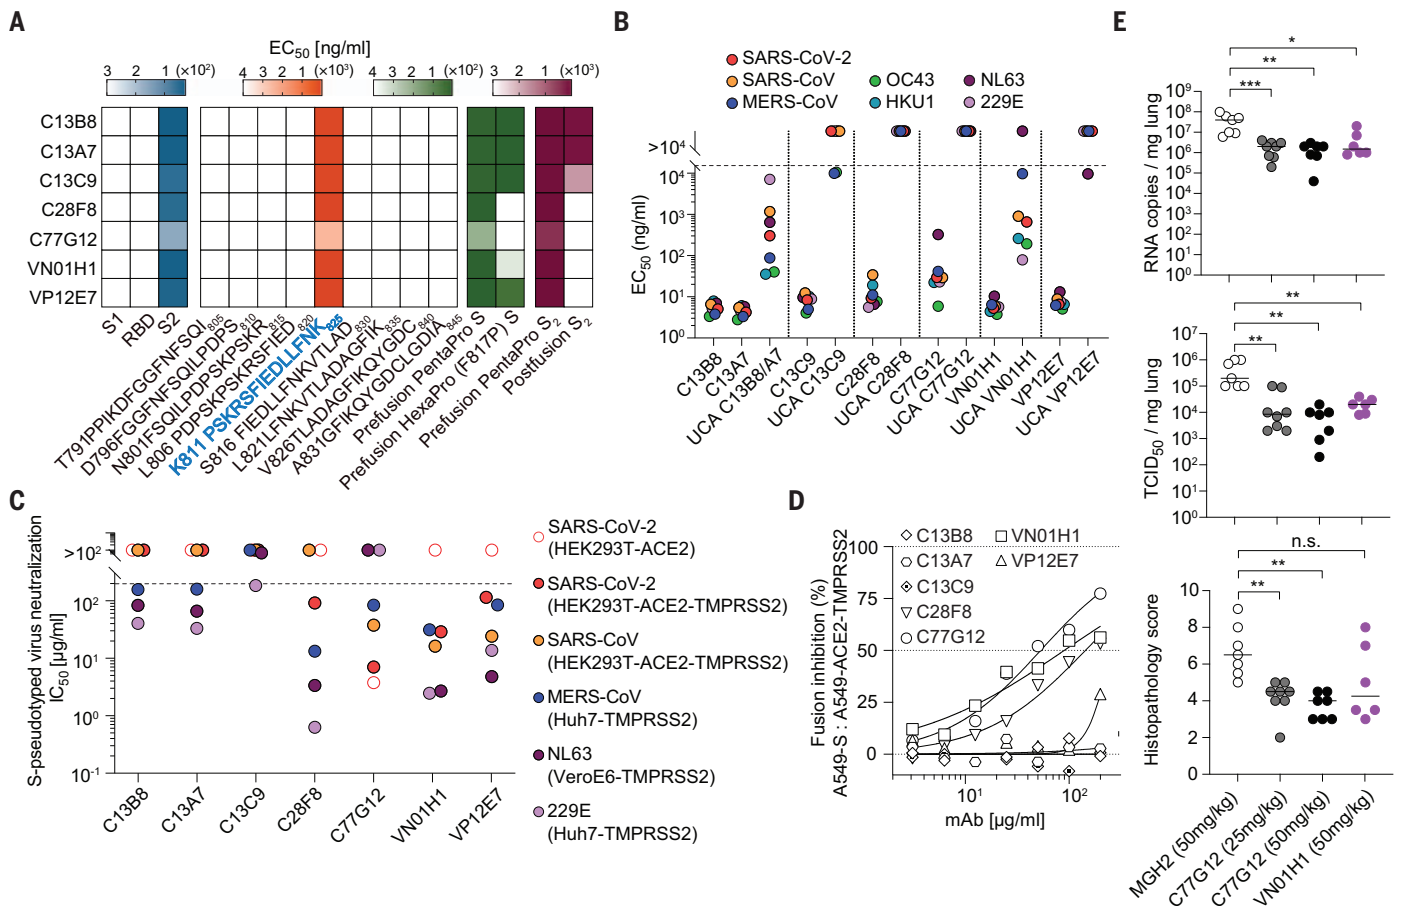 A
EC50 [ng/ml]
3 2 1 (×10²)
4 3 2 1 (×10³)
4 3 2 1 (×10²)
3 2 1 (×10³)
C13B8
C13A7
C13C9
C28F8
C77G12
VN01H1
VP12E7
S1
RBD
S2
T791PPIKDFGGFNFSQI805
D796FGGFNFSQILPDPS810
N801FSQILPDPSKPSKR815
L806 PDPSKPSKRSFIED820
K811 PSKRSFIEDLLFNK825
S816 FIEDLLFNKVTLAD830
L821LFNKVTLADAGFIK835
V826TLADAGFIKQYGDC840
A831GFIKQYGDCLGDIA845
Prefusion PentaPro S
Prefusion HexaPro (F817P) S
Prefusion PentaPro S2
Postfusion S2
B
SARS-CoV-2
SARS-CoV
MERS-CoV
OC43
HKU1
NL63
229E
EC50 (ng/ml)
>10⁴
10⁴
10³
10²
10¹
10⁰
C13B8
C13A7
UCA C13B8/A7
C13C9
UCA C13C9
C28F8
UCA C28F8
C77G12
UCA C77G12
VN01H1
UCA VN01H1
VP12E7
UCA VP12E7
C
S-pseudotyped virus neutralization
IC50 [µg/ml]
>10²
10²
10¹
10⁰
10⁻¹
C13B8
C13A7
C13C9
C28F8
C77G12
VN01H1
VP12E7
SARS-CoV-2
(HEK293T-ACE2)
SARS-CoV-2
(HEK293T-ACE2-TMPRSS2)
SARS-CoV
(HEK293T-ACE2-TMPRSS2)
MERS-CoV
(Huh7-TMPRSS2)
NL63
(VeroE6-TMPRSS2)
229E
(Huh7-TMPRSS2)
D
Fusion inhibition (%)
A549-S : A549-ACE2-TMPRSS2
C13B8
C13A7
C13C9
C28F8
C77G12
VN01H1
VP12E7
100
75
50
25
0
10¹
10²
mAb [µg/ml]
E
RNA copies / mg lung
10⁹
10⁸
10⁷
10⁶
10⁵
10⁴
10³
10²
10¹
10⁰
*
**
***
TCID50 / mg lung
10⁷
10⁶
10⁵
10⁴
10³
10²
10¹
10⁰
**
**
**
Histopathology score
10
8
6
4
2
0
n.s.
**
**
MGH2 (50mg/kg)
C77G12 (25mg/kg)
C77G12 (50mg/kg)
VN01H1 (50mg/kg)